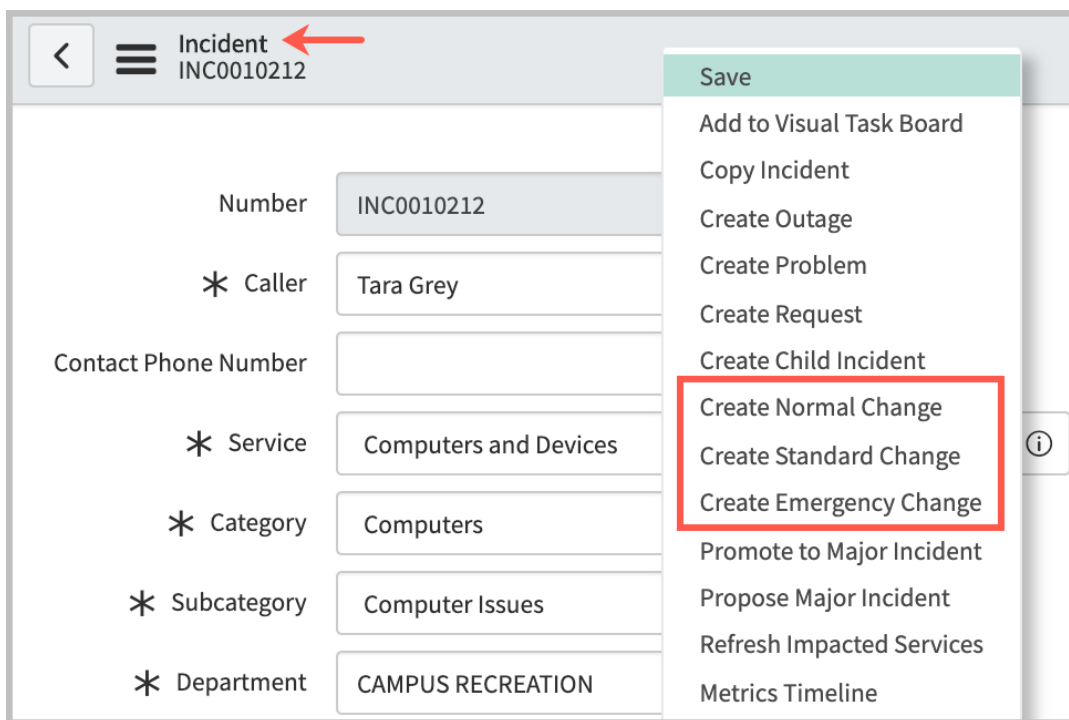 Incident
INC0010212
Save
Add to Visual Task Board
Copy Incident
Create Outage
Create Problem
Create Request
Create Child Incident
Create Normal Change
Create Standard Change
Create Emergency Change
Promote to Major Incident
Propose Major Incident
Refresh Impacted Services
Metrics Timeline
Number INC0010212
* Caller Tara Grey
Contact Phone Number
* Service Computers and Devices
* Category Computers
* Subcategory Computer Issues
* Department CAMPUS RECREATION